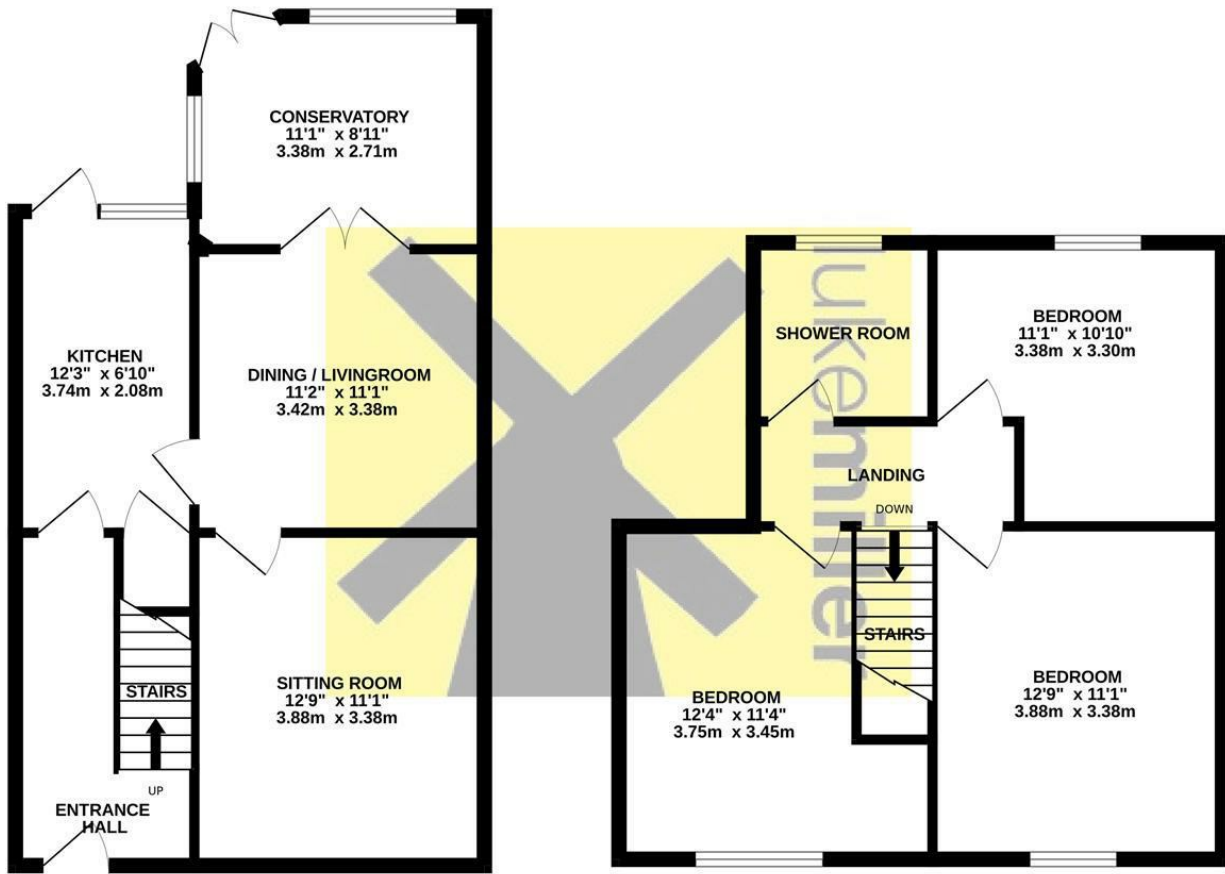 CONSERVATORY
11'1" x 8'11"
3.38m x 2.71m
KITCHEN
12'3" x 6'10"
3.74m x 2.08m
DINING / LIVINGROOM
11'2" x 11'1"
3.42m x 3.38m
SITTING ROOM
12'9" x 11'1"
3.88m x 3.38m
STAIRS
UP
ENTRANCE
HALL
SHOWER ROOM
BEDROOM
11'1" x 10'10"
3.38m x 3.30m
LANDING
DOWN
STAIRS
BEDROOM
12'4" x 11'4"
3.75m x 3.45m
BEDROOM
12'9" x 11'1"
3.88m x 3.38m
lukemiller